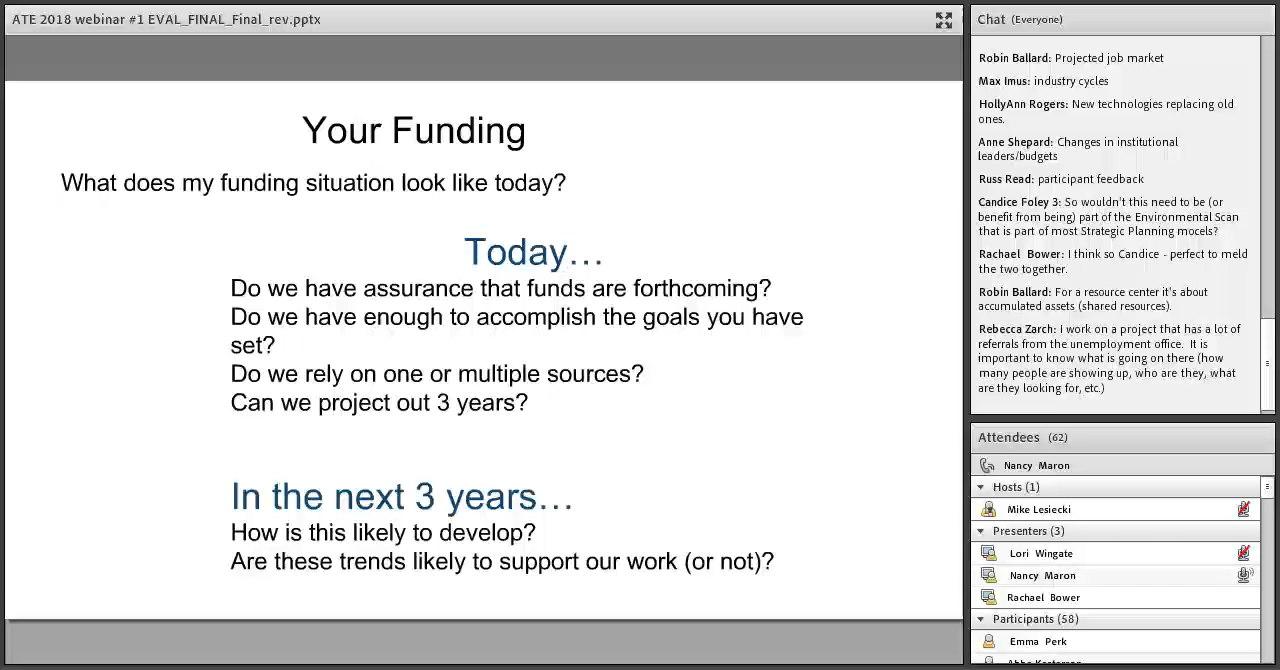 ATE 2018 webinar #1 EVAL_FINAL_Final_rev.pptx
Your Funding
What does my funding situation look like today?
Today...
Do we have assurance that funds are forthcoming?
Do we have enough to accomplish the goals you have
set?
Do we rely on one or multiple sources?
Can we project out 3 years?
In the next 3 years...
How is this likely to develop?
Are these trends likely to support our work (or not)?
Chat (Everyone)
Robin Ballard: Projected job market
Max Imus: industry cycles
HollyAnn Rogers: New technologies replacing old
ones.
Anne Shepard: Changes in institutional
leaders/budgets
Russ Read: participant feedback
Candice Foley 3: So wouldn't this need to be (or
benefit from being) part of the Environmental Scan
that is part of most Strategic Planning mocels?
Rachael Bower: I think so Candice - perfect to meld
the two together.
Robin Ballard: For a resource center it's about
accumulated assets (shared resources).
Rebecca Zarch: I work on a project that has a lot of
referrals from the unemployment office. It is
important to know what is going on there (how
many people are showing up, who are they, what
are they looking for, etc.)
Attendees (62)
Nancy Maron
Hosts (1)
Mike Lesiecki
Presenters (3)
Lori Wingate
Nancy Maron
Rachael Bower
Participants (58)
Emma Perk